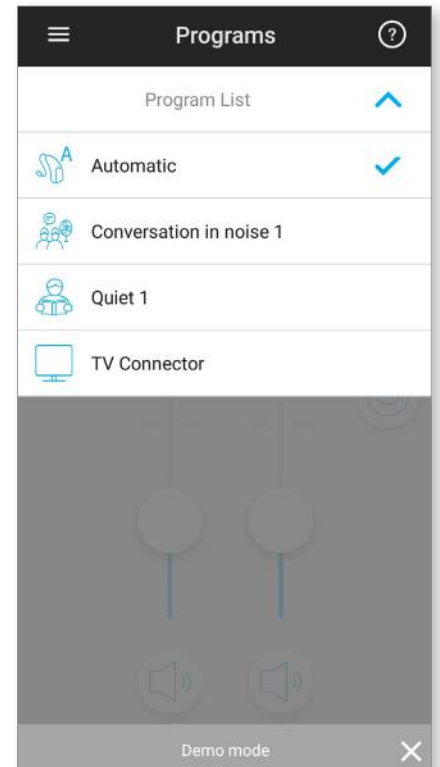 Programs
?
Program List
A
Automatic
Conversation in noise 1
Quiet 1
TV Connector
Demo mode